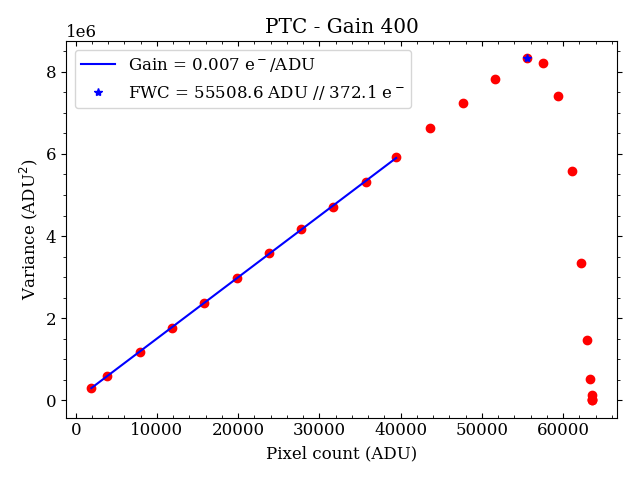 PTC - Gain 400
1e6
Gain = 0.007 e⁻/ADU
FWC = 55508.6 ADU // 372.1 e⁻
8
6
4
2
0
Variance (ADU²)
0 10000 20000 30000 40000 50000 60000
Pixel count (ADU)